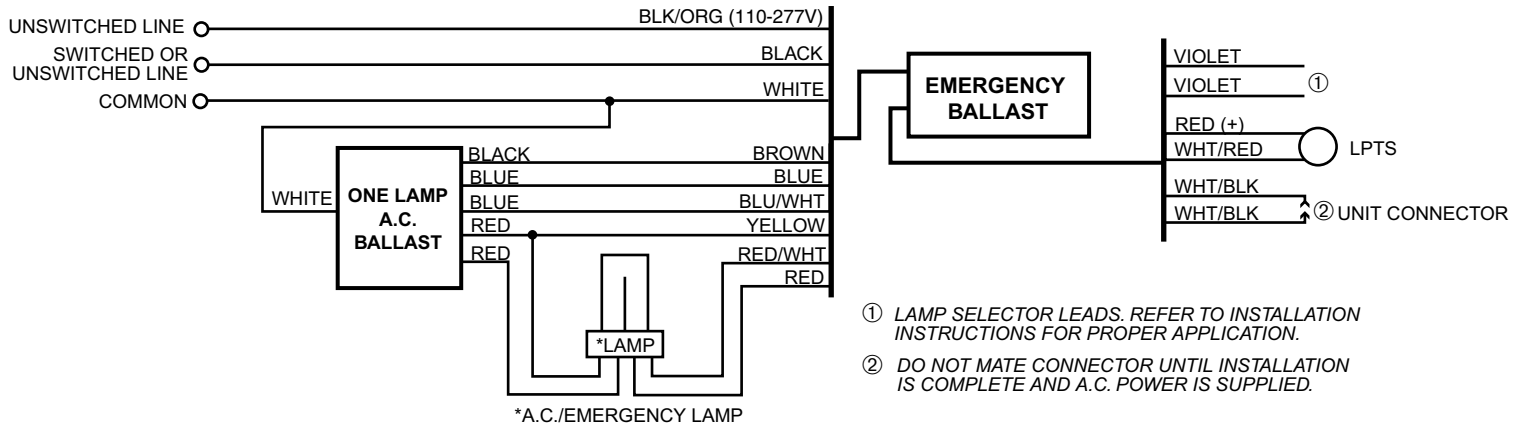 UNSWITCHED LINE
BLK/ORG (110-277V)
SWITCHED OR
UNSWITCHED LINE
BLACK
COMMON
WHITE
WHITE
ONE LAMP
A.C.
BALLAST
BLACK
BROWN
BLUE
BLUE
BLUE
BLU/WHT
RED
YELLOW
RED
RED/WHT
RED
*LAMP
*A.C./EMERGENCY LAMP
EMERGENCY
BALLAST
VIOLET
VIOLET
①
RED (+)
WHT/RED
LPTS
WHT/BLK
WHT/BLK
② UNIT CONNECTOR
① LAMP SELECTOR LEADS. REFER TO INSTALLATION
INSTRUCTIONS FOR PROPER APPLICATION.
② DO NOT MATE CONNECTOR UNTIL INSTALLATION
IS COMPLETE AND A.C. POWER IS SUPPLIED.